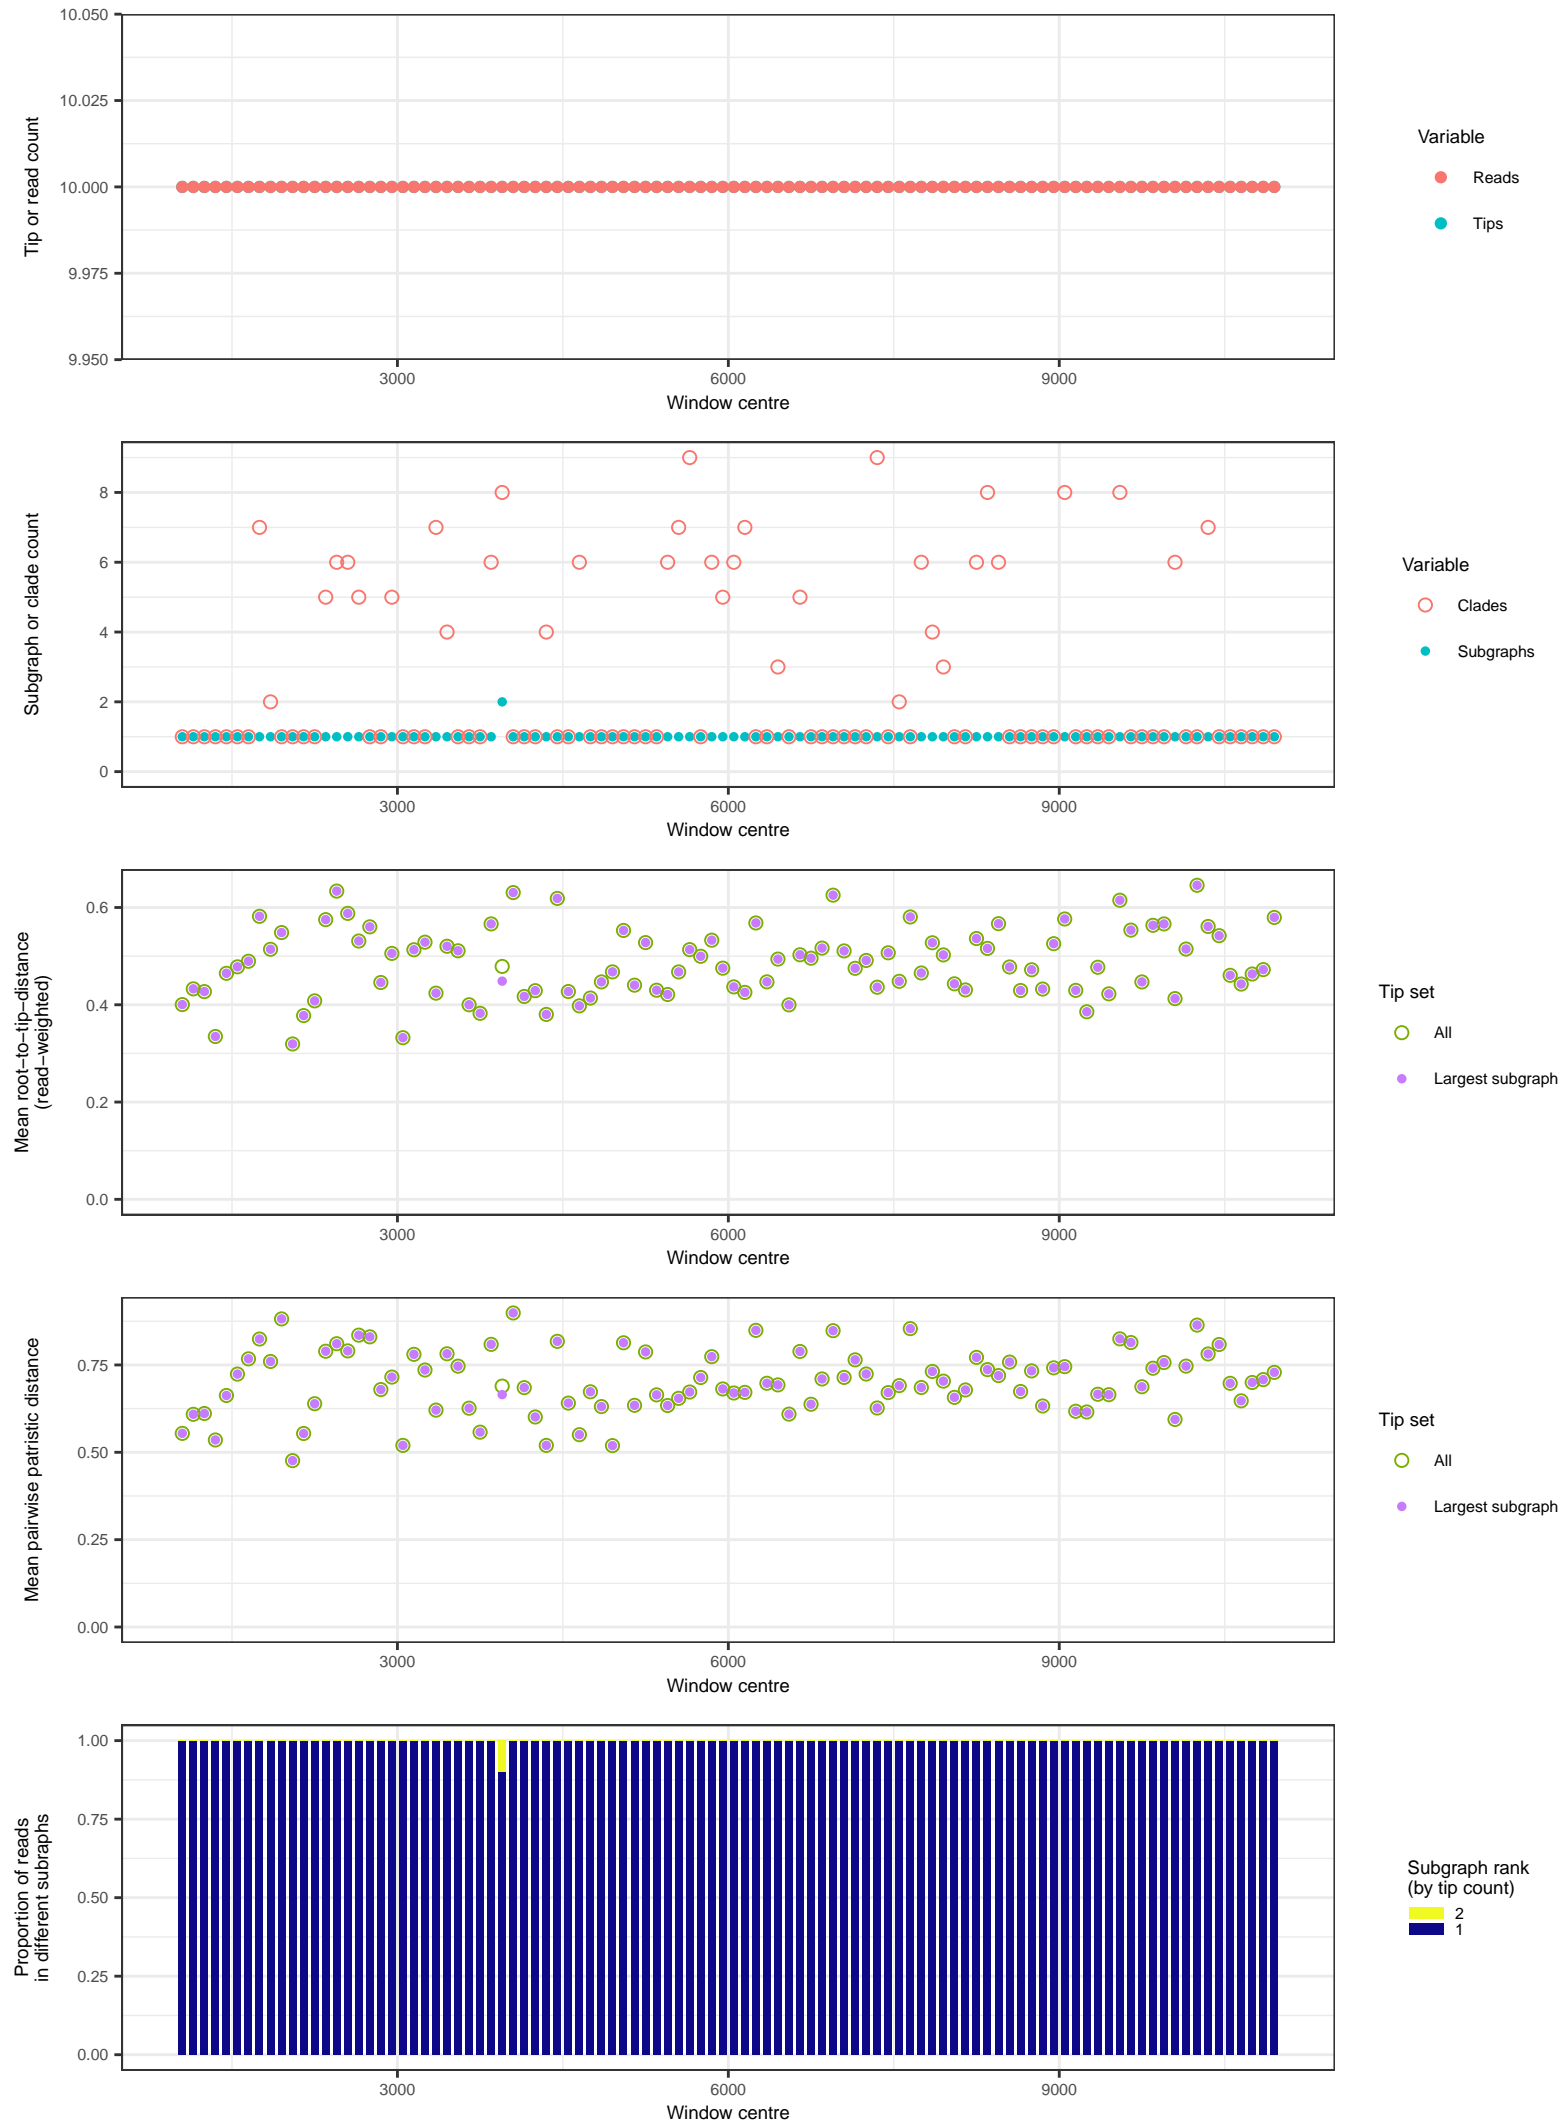 10.050
10.025
10.000
9.975
9.950
Tip or read count
3000
6000
9000
Window centre
Variable
Reads
Tips
8
6
4
2
0
Subgraph or clade count
3000
6000
9000
Window centre
Variable
Clades
Subgraphs
0.6
0.4
0.2
0.0
Mean root−to−tip−distance
(read−weighted)
3000
6000
9000
Window centre
Tip set
All
Largest subgraph
0.75
0.50
0.25
0.00
Mean pairwise patristic distance
3000
6000
9000
Window centre
Tip set
All
Largest subgraph
1.00
0.75
0.50
0.25
0.00
Proportion of reads
in different subraphs
3000
6000
9000
Window centre
Subgraph rank
(by tip count)
2
1